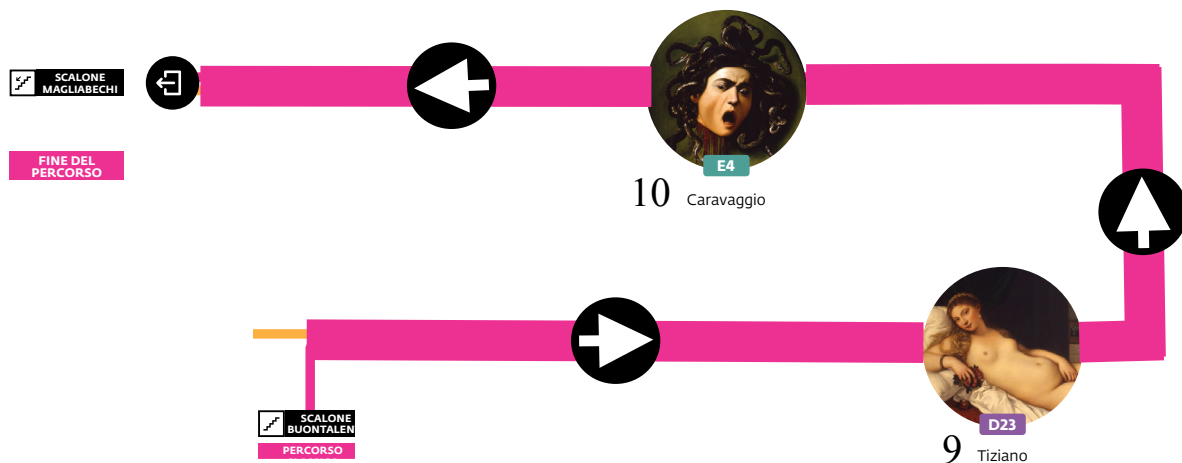 SCALONE
MAGLIABECHI
FINE DEL
PERCORSO
E4
10 Caravaggio
SCALONE
BUONTALEN
PERCORSO
D23
9 Tiziano